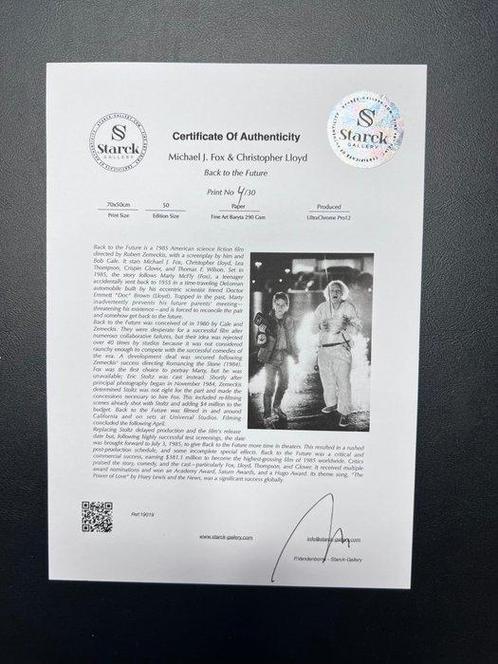 Starck
GALLERY
Certificate Of Authenticity
Starck
GALLERY
Michael J. Fox & Christopher Lloyd
Back to the Future
Print No 4/30
70x50cm 50 Paper Produced
Print Size Edition Size Fine Art Baryta 290 Gsm UltraChrome Pro12
Back to the Future is a 1985 American science fiction film
directed by Robert Zemeckis, with a screenplay by him and
Bob Gale. It stars Michael J. Fox, Christopher Lloyd, Lea
Thompson, Crispin Glover, and Thomas F. Wilson. Set in
1985, the story follows Marty McFly (Fox), a teenager
accidentally sent back to 1955 in a time-traveling DeLorean
automobile built by his eccentric scientist friend Doctor
Emmett "Doc" Brown (Lloyd). Trapped in the past, Marty
inadvertently prevents his future parents' meeting—
threatening his existence—and is forced to reconcile the pair
and somehow get back to the future.
Back to the Future was conceived of in 1980 by Gale and
Zemeckis. They were desperate for a successful film after
numerous collaborative failures, but their idea was rejected
over 40 times by studios because it was not considered
raunchy enough to compete with the successful comedies of
the era. A development deal was secured following
Zemeckis' success directing Romancing the Stone (1984).
Fox was the first choice to portray Marty, but he was
unavailable; Eric Stoltz was cast instead. Shortly after
principal photography began in November 1984, Zemeckis
determined Stoltz was not right for the part and made the
concessions necessary to hire Fox. This included re-filming
scenes already shot with Stoltz and adding $4 million to the
budget. Back to the Future was filmed in and around
California and on sets at Universal Studios. Filming
concluded the following April.
Replacing Stoltz delayed production and the film's release
date but, following highly successful test screenings, the date
was brought forward to July 3, 1985, to give Back to the Future more time in theaters. This resulted in a rushed
post-production schedule, and some incomplete special effects. Back to the Future was a critical and
commercial success, earning $381.1 million to become the highest-grossing film of 1985 worldwide. Critics
praised the story, comedy, and the cast—particularly Fox, Lloyd, Thompson, and Glover. It received multiple
award nominations and won an Academy Award, Saturn Awards, and a Hugo Award. Its theme song, "The
Power of Love" by Huey Lewis and the News, was a significant success globally.
Ref:19019
www.starck-gallery.com
info@starck-gallery.com
- Starck-Gallery